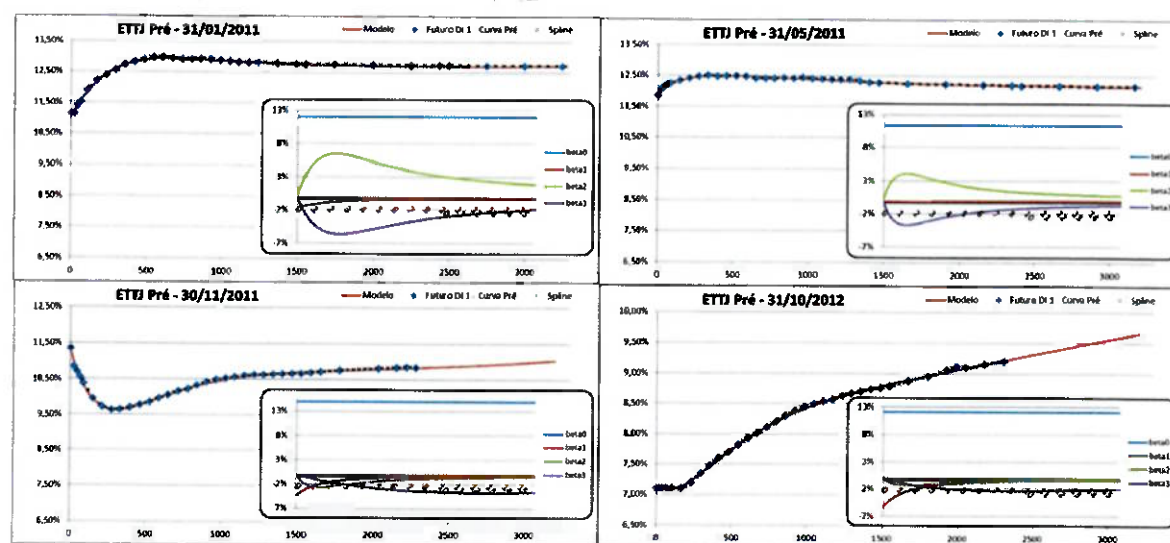 ETTJ Pré - 31/01/2011
Modelo Futuro DI 1 - Curva Pré Spline
13,50%
12,50%
11,50%
10,50%
9,50%
8,50%
7,50%
6,50%
0 500 1000 1500 2000 2500 3000
13%
8%
3%
-2%
-7%
beta0
beta1
beta2
beta3
ETTJ Pré - 31/05/2011
Modelo Futuro DI 1 Curva Pré Spline
13,50%
12,50%
11,50%
10,50%
9,50%
8,50%
7,50%
6,50%
0 500 1000 1500 2000 2500 3000
13%
8%
3%
-2%
-7%
beta0
beta2
beta3
ETTJ Pré - 30/11/2011
Modelo Futuro DI 1 - Curva Pré Spline
12,50%
11,50%
10,50%
9,50%
8,50%
7,50%
6,50%
0 500 1000 1500 2000 2500 3000
13%
8%
3%
-2%
7%
beta0
beta1
beta2
beta3
ETTJ Pré - 31/10/2012
Modelo Futuro DI 1 Curva Pré Spline
10,00%
9,50%
9,00%
8,50%
8,00%
7,50%
7,00%
6,50%
0 500 1000 1500 2000 2500 3000
13%
8%
3%
-2%
-7%
beta0
beta1
beta2
beta3